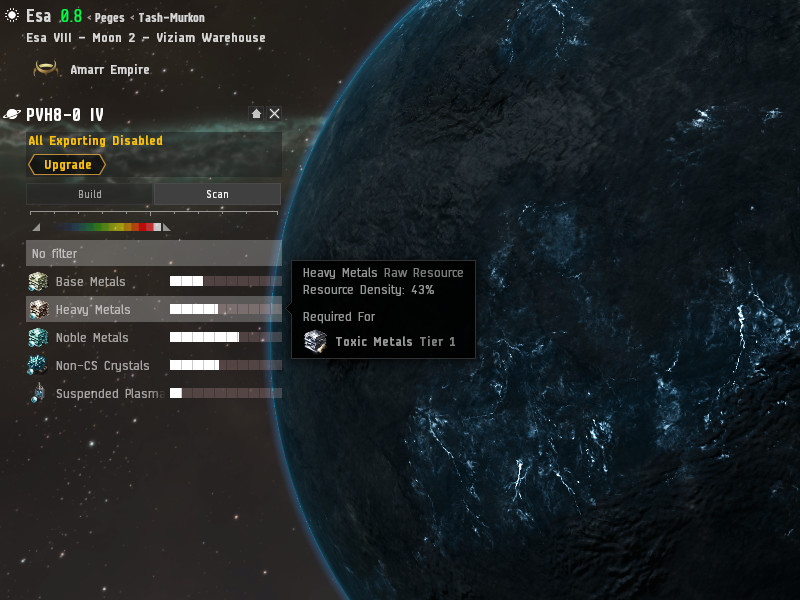 Esa 0.8 ‹ Peges ‹ Tash-Murkon
Esa VIII - Moon 2 - Viziam Warehouse
Amarr Empire
PVH8-0 IV
All Exporting Disabled
Upgrade
Build Scan
No filter
Base Metals
Heavy Metals
Noble Metals
Non-CS Crystals
Suspended Plasma
Heavy Metals Raw Resource
Resource Density: 43%
Required For
Toxic Metals Tier 1